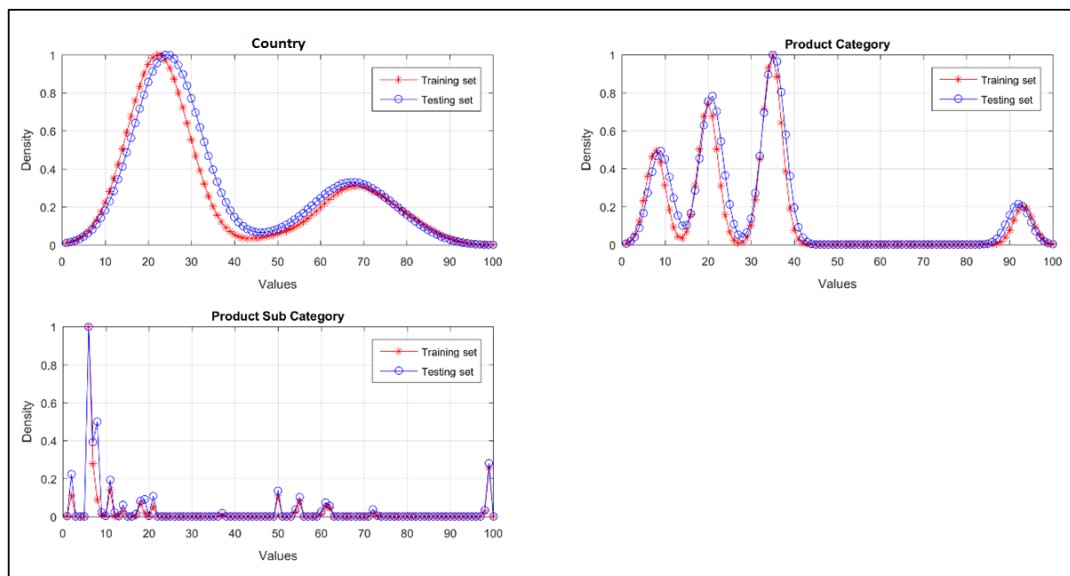 Country
Density
1
0.8
0.6
0.4
0.2
0
0 10 20 30 40 50 60 70 80 90 100
Values
Training set
Testing set
Product Category
Density
1
0.8
0.6
0.4
0.2
0
0 10 20 30 40 50 60 70 80 90 100
Values
Training set
Testing set
Product Sub Category
Density
1
0.8
0.6
0.4
0.2
0
0 10 20 30 40 50 60 70 80 90 100
Values
Training set
Testing set